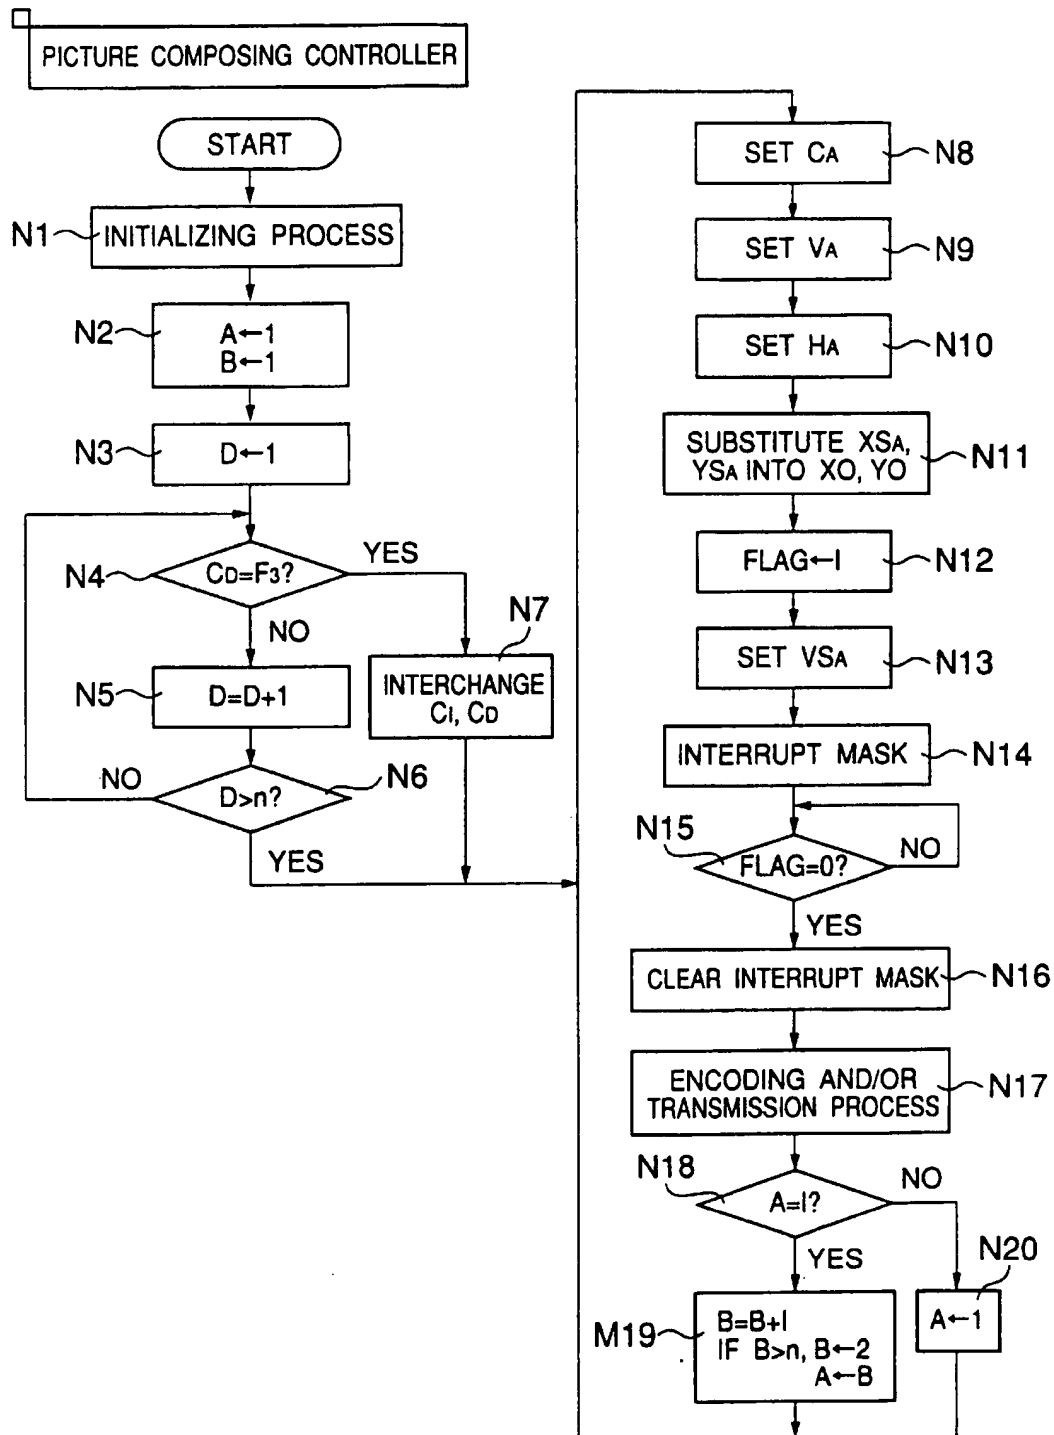 PICTURE COMPOSING CONTROLLER
START
N1
INITIALIZING PROCESS
N2
A←1
B←1
N3
D←1
N4
CD=F3?
YES
NO
N5
D=D+1
N6
D>n?
NO
YES
N7
INTERCHANGE
CI, CD
SET CA
N8
SET VA
N9
SET HA
N10
SUBSTITUTE XSA,
YSA INTO XO, YO
N11
FLAG←I
N12
SET VSA
N13
INTERRUPT MASK
N14
N15
FLAG=0?
NO
YES
CLEAR INTERRUPT MASK
N16
ENCODING AND/OR
TRANSMISSION PROCESS
N17
N18
A=I?
NO
YES
M19
B=B+I
IF B>n, B←2
A←B
N20
A←1